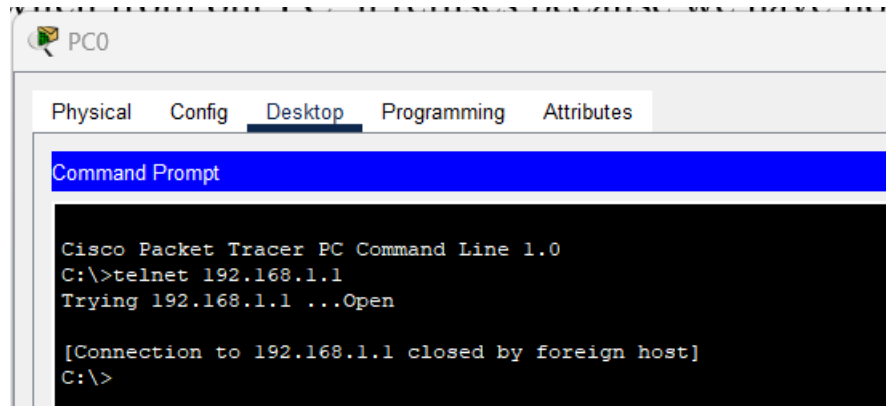 PC0
Physical Config Desktop Programming Attributes
Command Prompt
Cisco Packet Tracer PC Command Line 1.0
C:\>telnet 192.168.1.1
Trying 192.168.1.1 ...Open
[Connection to 192.168.1.1 closed by foreign host]
C:\>